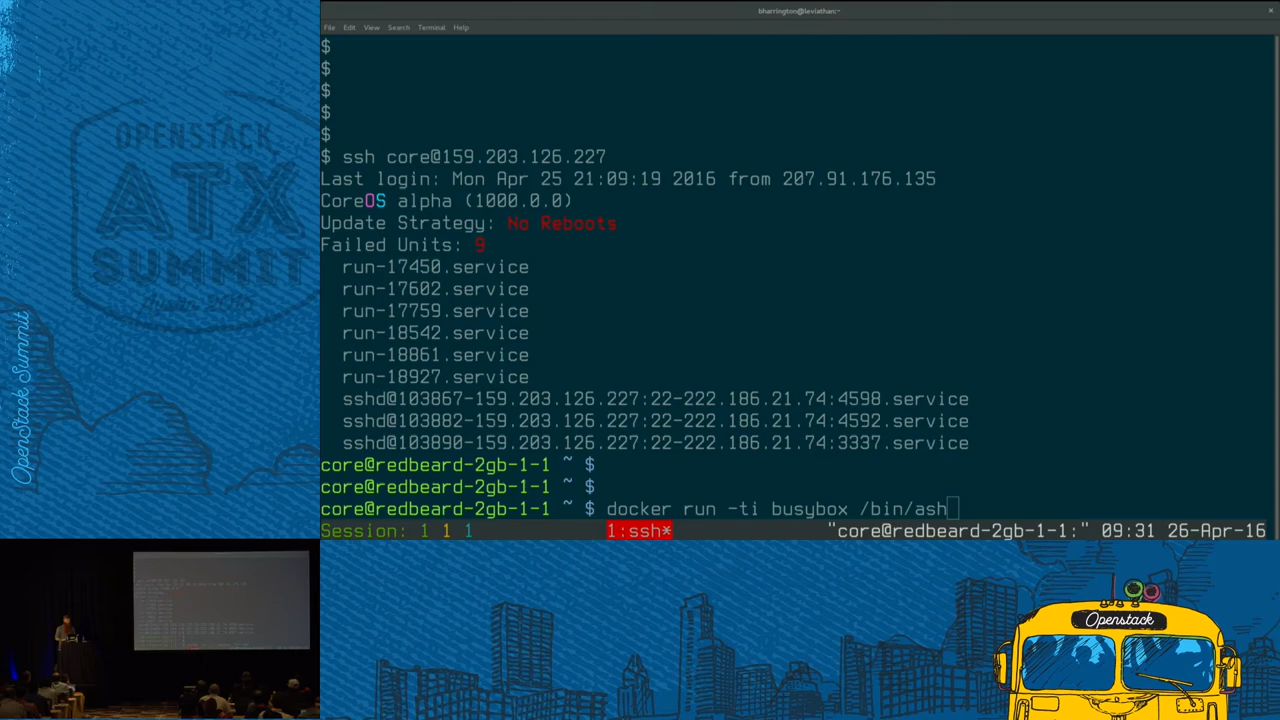 bharrington@leviathan:~
×
File Edit View Search Terminal Help
$
$
$
$
$
$ ssh core@159.203.126.227
Last login: Mon Apr 25 21:09:19 2016 from 207.91.176.135
CoreOS alpha (1000.0.0)
Update Strategy: No Reboots
Failed Units: 9
run-17450.service
run-17602.service
run-17759.service
run-18542.service
run-18861.service
run-18927.service
sshd@103867-159.203.126.227:22-222.186.21.74:4598.service
sshd@103882-159.203.126.227:22-222.186.21.74:4592.service
sshd@103890-159.203.126.227:22-222.186.21.74:3337.service
core@redbeard-2gb-1-1 ~ $
core@redbeard-2gb-1-1 ~ $
core@redbeard-2gb-1-1 ~ $ docker run -ti busybox /bin/ash
Session: 1 1 1 1:ssh* "core@redbeard-2gb-1-1:" 09:31 26-Apr-16
OPENSTACK
ATX
SUMMIT
Austin 2016
OpenStack Summit
Openstack